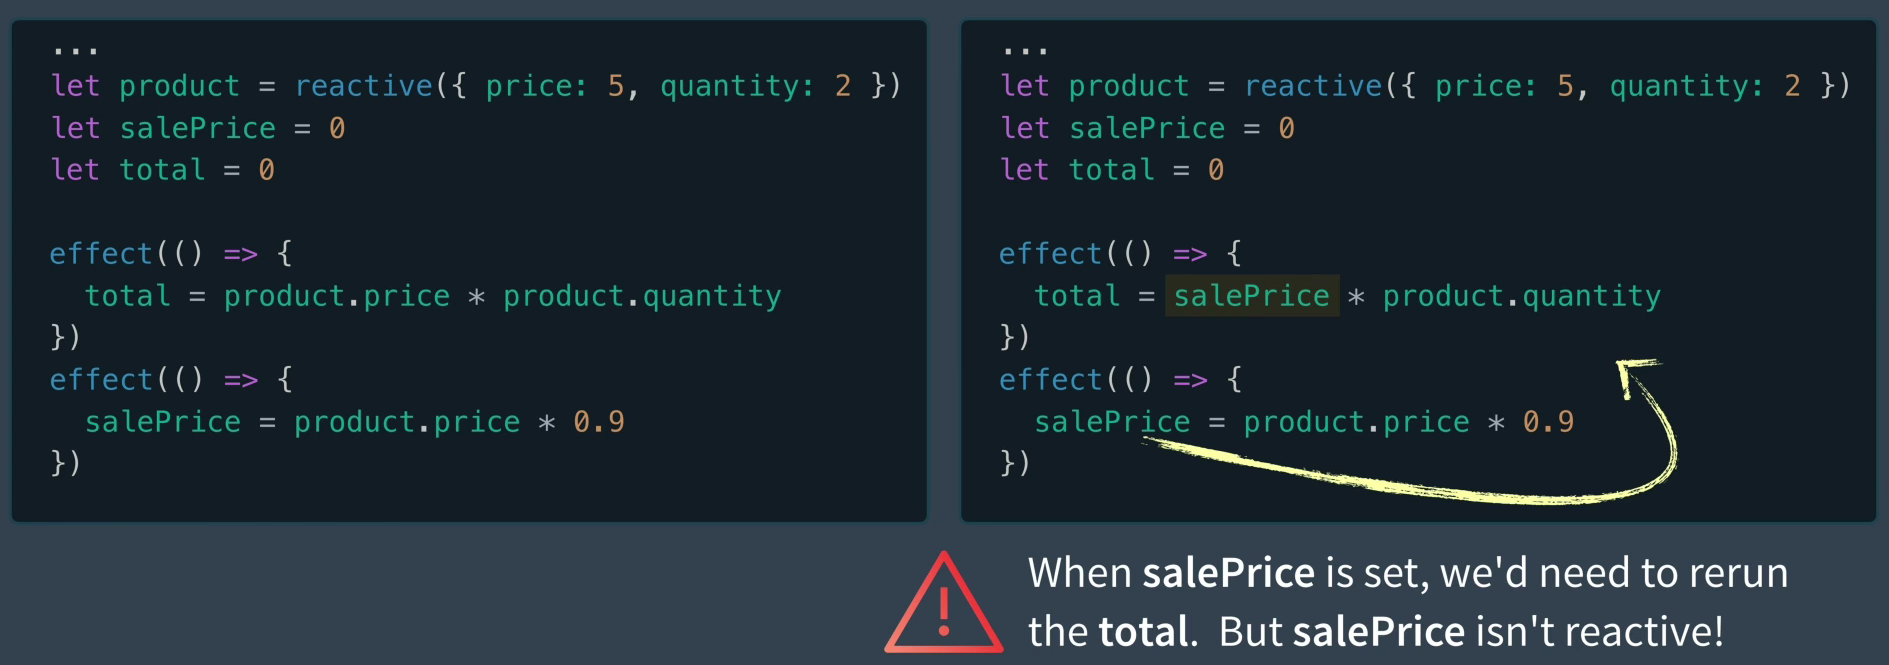 ...
let product = reactive({ price: 5, quantity: 2 })
let salePrice = 0
let total = 0
effect(() => {
  total = product.price * product.quantity
})
effect(() => {
  salePrice = product.price * 0.9
})
...
let product = reactive({ price: 5, quantity: 2 })
let salePrice = 0
let total = 0
effect(() => {
  total = salePrice * product.quantity
})
effect(() => {
  salePrice = product.price * 0.9
})
When salePrice is set, we'd need to rerun
the total. But salePrice isn't reactive!